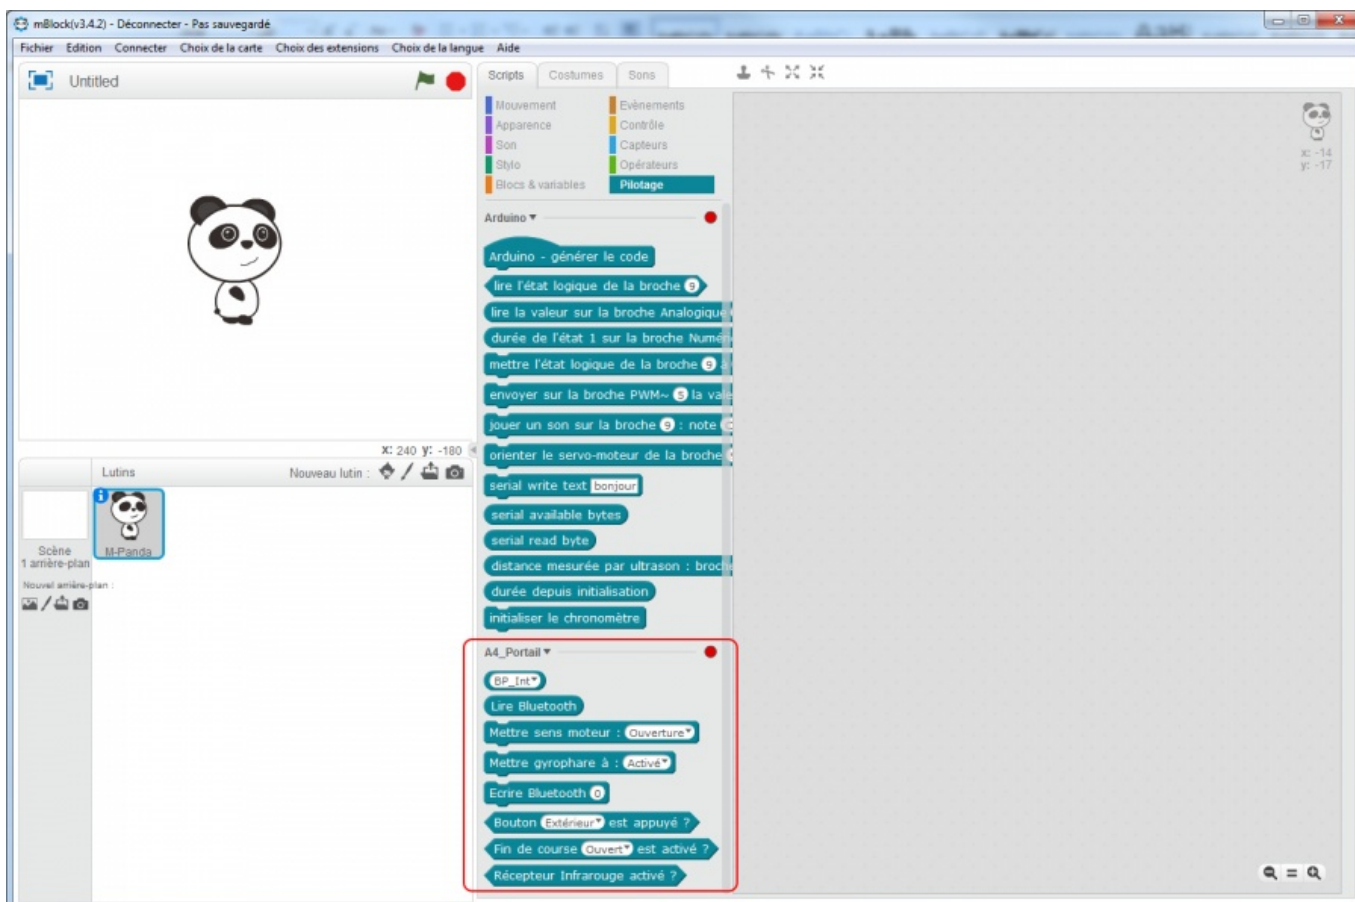 mBlock(v3.4.2) - Déconnecter - Pas sauvegardé
Fichier Edition Connecter Choix de la carte Choix des extensions Choix de la langue Aide
Untitled
Scripts Costumes Sons
Mouvement Evènements
Apparence Contrôle
Son Capteurs
Stylo Opérateurs
Blocs & variables Pilotage
x: -14
y: -17
Arduino
Arduino - générer le code
lire l'état logique de la broche 9
lire la valeur sur la broche Analogique
durée de l'état 1 sur la broche Numé
mettre l'état logique de la broche 9 à
envoyer sur la broche PWM~ 5 la vale
jouer un son sur la broche 9 : note
orienter le servo-moteur de la broche
serial write text bonjour
serial available bytes
serial read byte
distance mesurée par ultrason : broch
durée depuis initialisation
initialiser le chronomètre
A4_Portail
BP_Int
Lire Bluetooth
Mettre sens moteur : Ouverture
Mettre gyrophare à : Activé
Ecrire Bluetooth 0
Bouton Extérieur est appuyé ?
Fin de course Ouvert est activé ?
Récepteur Infrarouge activé ?
X: 240 y: -180
Lutins Nouveau lutin :
Scène
1 arrière-plan
M-Panda
Nouvel arrière-plan :